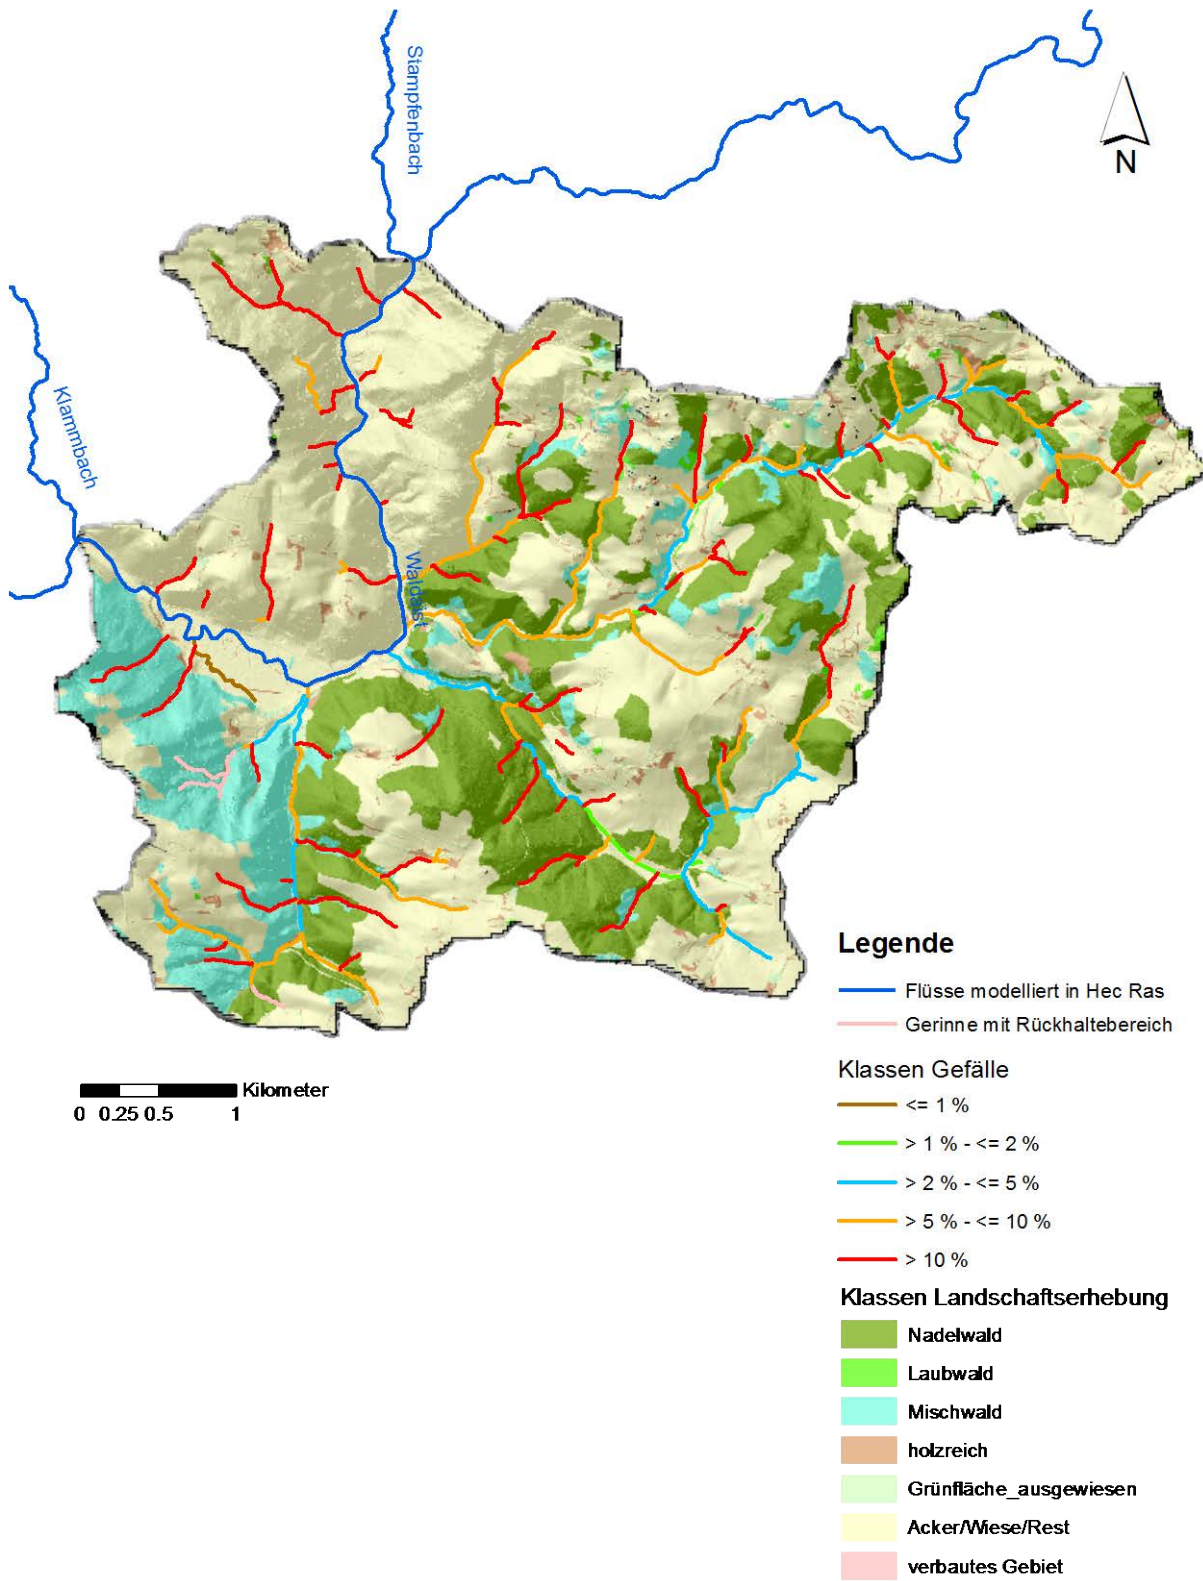 Stampfenbach
N
Klammbach
Waldaist
Legende
Flüsse modelliert in Hec Ras
Gerinne mit Rückhaltebereich
Klassen Gefälle
<= 1 %
> 1 % - <= 2 %
> 2 % - <= 5 %
> 5 % - <= 10 %
> 10 %
Kilometer
0 0.25 0.5 1
Klassen Landschaftserhebung
Nadelwald
Laubwald
Mischwald
holzreich
Grünfläche_ausgewiesen
Acker/Wiese/Rest
verbautes Gebiet